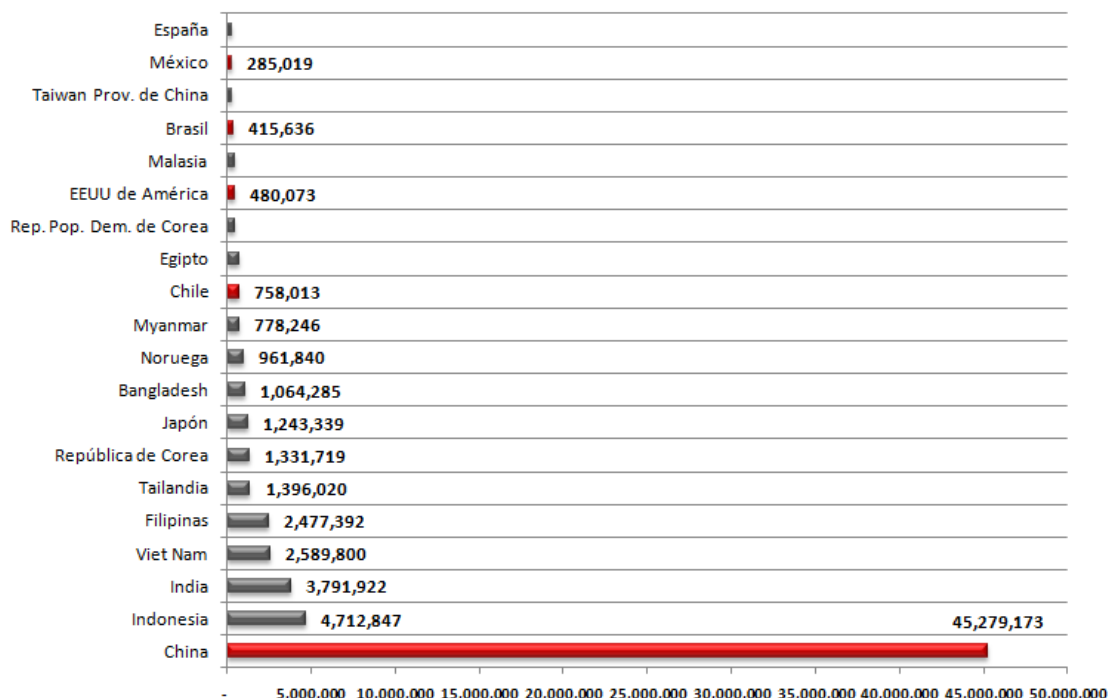 España
México 285,019
Taiwan Prov. de China
Brasil 415,636
Malasia
EEUU de América 480,073
Rep. Pop. Dem. de Corea
Egipto
Chile 758,013
Myanmar 778,246
Noruega 961,840
Bangladesh 1,064,285
Japón 1,243,339
República de Corea 1,331,719
Tailandia 1,396,020
Filipinas 2,477,392
Viet Nam 2,589,800
India 3,791,922
Indonesia 4,712,847
China 45,279,173
- 5,000,000 10,000,000 15,000,000 20,000,000 25,000,000 30,000,000 35,000,000 40,000,000 45,000,000 50,000,000